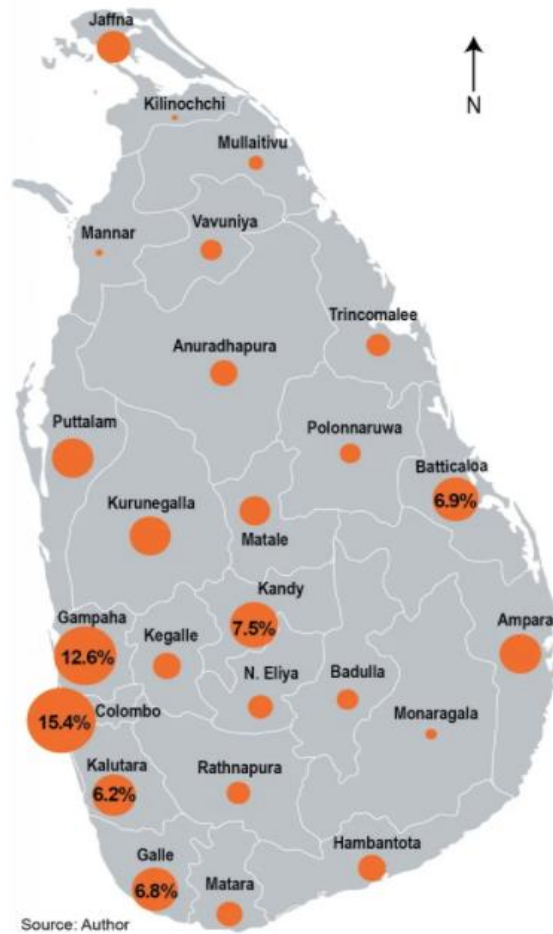 Jaffna
N
Kilinochchi
Mullaitivu
Vavuniya
Mannar
Trincomalee
Anuradhapura
Puttalam
Polonnaruwa
Batticaloa
6.9%
Kurunegalla
Matale
Kandy
7.5%
Gampaha
12.6%
Kegalle
Ampara
N. Eliya
Badulla
Colombo
15.4%
Monaragala
Kalutara
6.2%
Rathnapura
Galle
6.8%
Matara
Hambantota
Source: Author